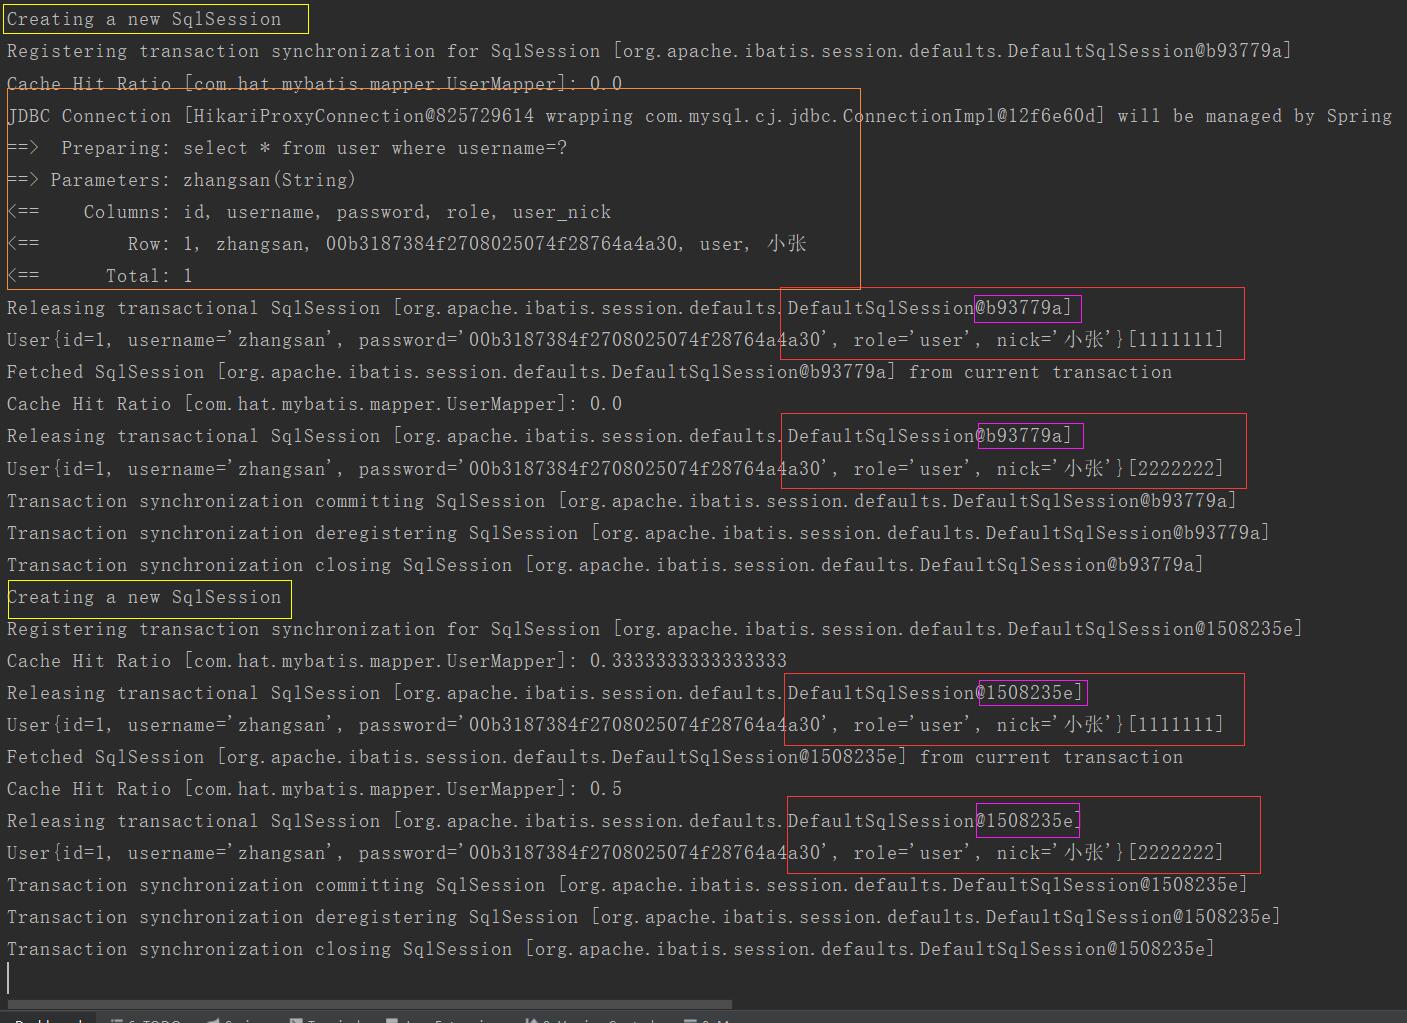 Creating a new SqlSession
Registering transaction synchronization for SqlSession [org.apache.ibatis.session.defaults.DefaultSqlSession@b93779a]
Cache Hit Ratio [com.hat.mybatis.mapper.UserMapper]: 0.0
JDBC Connection [HikariProxyConnection@825729614 wrapping com.mysql.cj.jdbc.ConnectionImpl@12f6e60d] will be managed by Spring
==>  Preparing: select * from user where username=?
==> Parameters: zhangsan(String)
<==    Columns: id, username, password, role, user_nick
<==        Row: 1, zhangsan, 00b3187384f2708025074f28764a4a30, user, 小张
<==      Total: 1
Releasing transactional SqlSession [org.apache.ibatis.session.defaults.DefaultSqlSession@b93779a]
User{id=1, username='zhangsan', password='00b3187384f2708025074f28764a4a30', role='user', nick='小张'}[1111111]
Fetched SqlSession [org.apache.ibatis.session.defaults.DefaultSqlSession@b93779a] from current transaction
Cache Hit Ratio [com.hat.mybatis.mapper.UserMapper]: 0.0
Releasing transactional SqlSession [org.apache.ibatis.session.defaults.DefaultSqlSession@b93779a]
User{id=1, username='zhangsan', password='00b3187384f2708025074f28764a4a30', role='user', nick='小张'}[2222222]
Transaction synchronization committing SqlSession [org.apache.ibatis.session.defaults.DefaultSqlSession@b93779a]
Transaction synchronization deregistering SqlSession [org.apache.ibatis.session.defaults.DefaultSqlSession@b93779a]
Transaction synchronization closing SqlSession [org.apache.ibatis.session.defaults.DefaultSqlSession@b93779a]
Creating a new SqlSession
Registering transaction synchronization for SqlSession [org.apache.ibatis.session.defaults.DefaultSqlSession@1508235e]
Cache Hit Ratio [com.hat.mybatis.mapper.UserMapper]: 0.3333333333333333
Releasing transactional SqlSession [org.apache.ibatis.session.defaults.DefaultSqlSession@1508235e]
User{id=1, username='zhangsan', password='00b3187384f2708025074f28764a4a30', role='user', nick='小张'}[1111111]
Fetched SqlSession [org.apache.ibatis.session.defaults.DefaultSqlSession@1508235e] from current transaction
Cache Hit Ratio [com.hat.mybatis.mapper.UserMapper]: 0.5
Releasing transactional SqlSession [org.apache.ibatis.session.defaults.DefaultSqlSession@1508235e]
User{id=1, username='zhangsan', password='00b3187384f2708025074f28764a4a30', role='user', nick='小张'}[2222222]
Transaction synchronization committing SqlSession [org.apache.ibatis.session.defaults.DefaultSqlSession@1508235e]
Transaction synchronization deregistering SqlSession [org.apache.ibatis.session.defaults.DefaultSqlSession@1508235e]
Transaction synchronization closing SqlSession [org.apache.ibatis.session.defaults.DefaultSqlSession@1508235e]